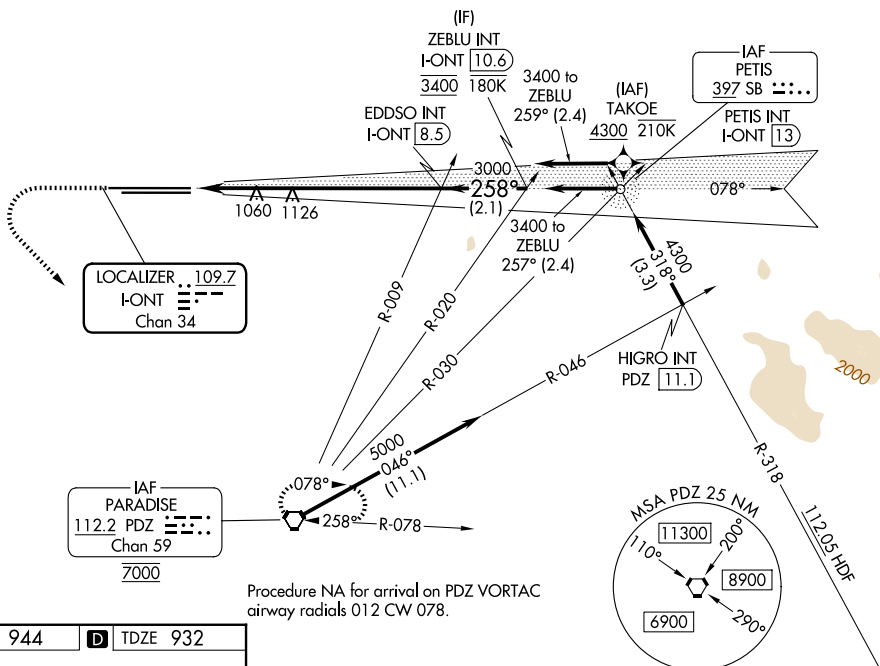 (IF)
ZEBLU INT
I-ONT 10.6
3400 180K
3400 to
ZEBLU
259° (2.4)
(IAF)
TAKOE
4300 210K
IAF
PETIS
397 SB
PETIS INT
I-ONT 13
EDDSO INT
I-ONT 8.5
3000
258°
(2.1)
078°
1060
1126
3400 to
ZEBLU
257° (2.4)
4300
318°
(3.3)
LOCALIZER 109.7
I-ONT
Chan 34
R-009
R-020
R-030
R-046
HIGRO INT
PDZ 11.1
2000
R-318
112.05 HDF
5000
046°
(11.1)
078°
258°
R-078
IAF
PARADISE
112.2 PDZ
Chan 59
7000
MSA PDZ 25 NM
11300
110°
200°
8900
6900
290°
Procedure NA for arrival on PDZ VORTAC
airway radials 012 CW 078.
944 D TDZE 932